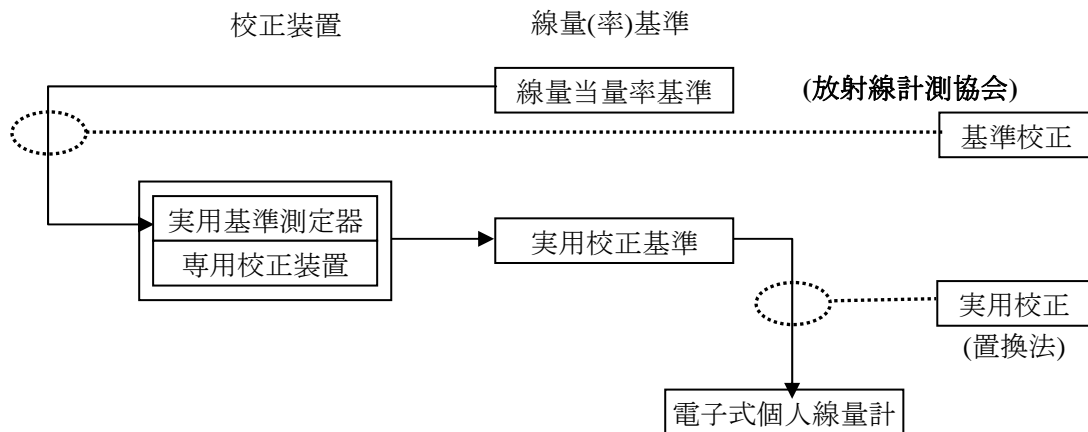 校正装置
線量(率)基準
線量当量率基準
(放射線計測協会)
基準校正
実用基準測定器
専用校正装置
実用校正基準
実用校正
(置換法)
電子式個人線量計